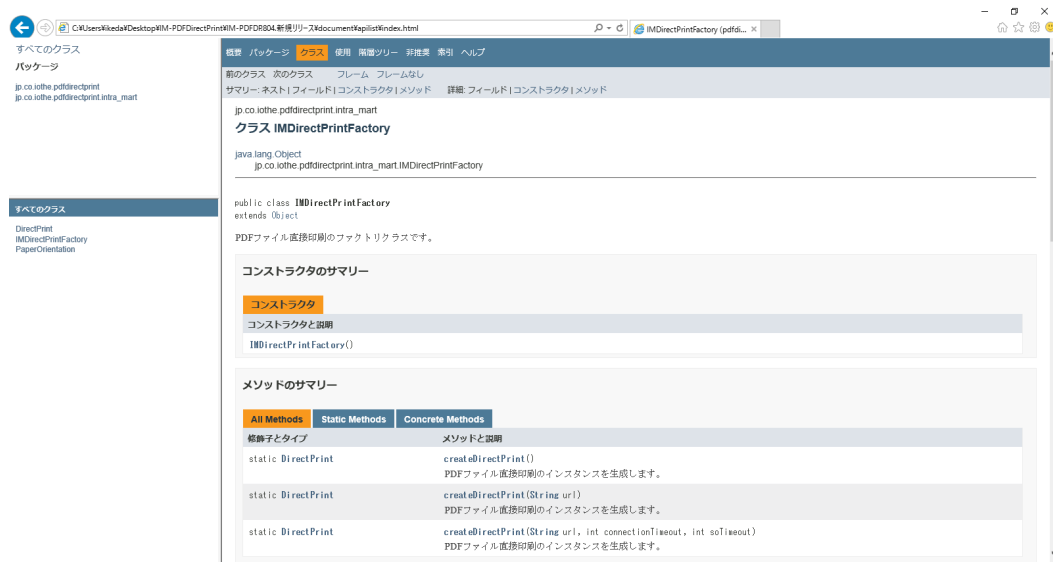 C:¥Users¥ikeda¥Desktop¥IM-PDFDirectPrint¥IM-PDFDR804.新規リリース¥document¥apilist¥index.html
IMDirectPrintFactory (pdfdi...
すべてのクラス
パッケージ
jp.co.iothe.pdfdirectprint
jp.co.iothe.pdfdirectprint.intra_mart
すべてのクラス
DirectPrint
IMDirectPrintFactory
PaperOrientation
概要 パッケージ クラス 使用 階層ツリー 非推奨 索引 ヘルプ
前のクラス 次のクラス フレーム フレームなし
サマリー: ネスト | フィールド | コンストラクタ | メソッド 詳細: フィールド | コンストラクタ | メソッド
jp.co.iothe.pdfdirectprint.intra_mart
クラス IMDirectPrintFactory
java.lang.Object
jp.co.iothe.pdfdirectprint.intra_mart.IMDirectPrintFactory
public class IMDirectPrintFactory
extends Object
PDFファイル直接印刷のファクトリクラスです。
コンストラクタのサマリー
コンストラクタ
コンストラクタと説明
IMDirectPrintFactory()
メソッドのサマリー
All Methods Static Methods Concrete Methods
修飾子とタイプ メソッドと説明
static DirectPrint createDirectPrint()
PDFファイル直接印刷のインスタンスを生成します。
static DirectPrint createDirectPrint(String url)
PDFファイル直接印刷のインスタンスを生成します。
static DirectPrint createDirectPrint(String url, int connectionTimeout, int soTimeout)
PDFファイル直接印刷のインスタンスを生成します。